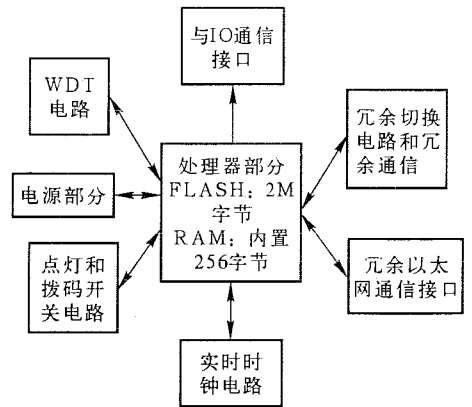 与IO通信
接口
WDT
电路
冗余切换
电路和冗
余通信
处理器部分
FLASH：2M
字节
RAM：内置
256字节
电源部分
点灯和
拨码开
关电路
冗余以太
网通信接口
实时时
钟电路